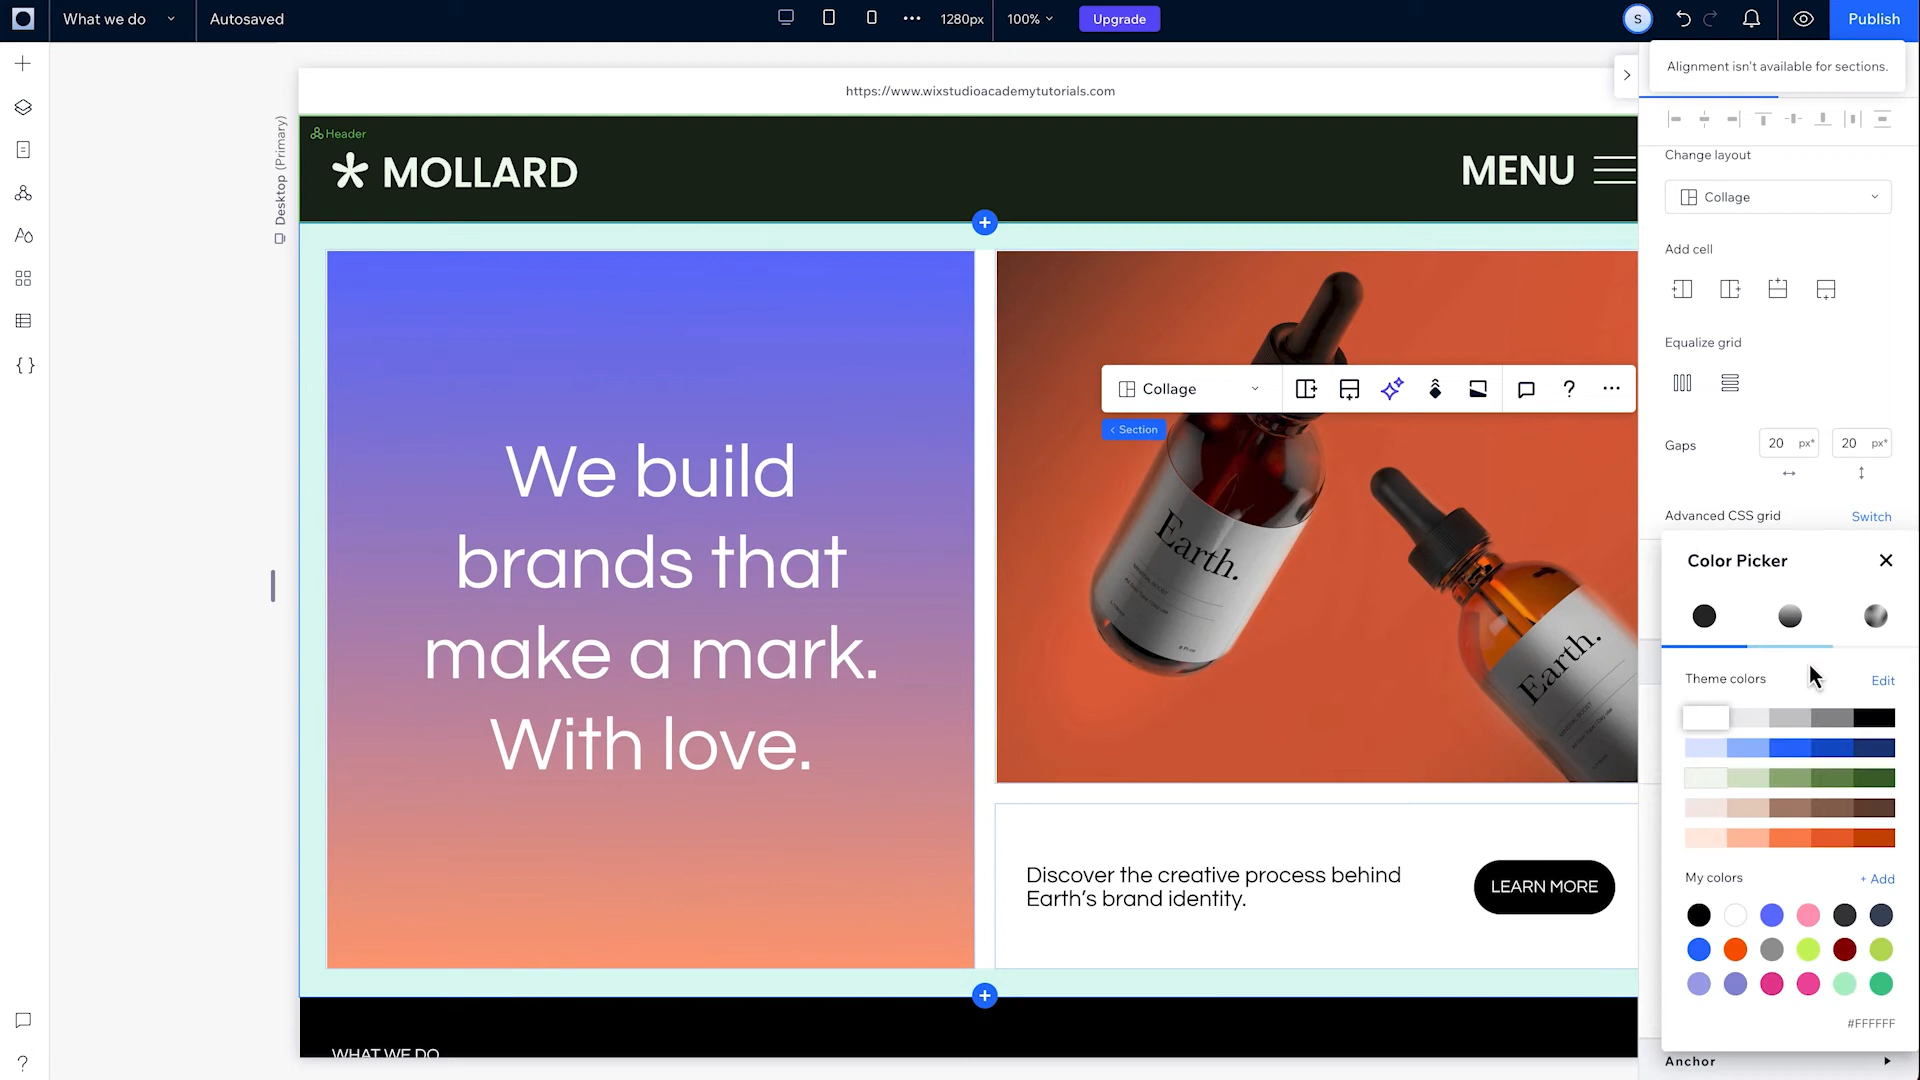 What we do
Autosaved
1280px
100%
Upgrade
S
Publish
Alignment isn't available for sections.
https://www.wixstudioacademytutorials.com
Desktop (Primary)
Header
MOLLARD
MENU
Change layout
Collage
Add cell
Equalize grid
Gaps
20 px*
20 px*
Advanced CSS grid
Switch
Collage
?
Section
We build
brands that
make a mark.
With love.
Earth.
Earth.
Discover the creative process behind
Earth's brand identity.
LEARN MORE
Color Picker
Theme colors
Edit
My colors
+ Add
#FFFFFF
Anchor
WHAT WE DO
?